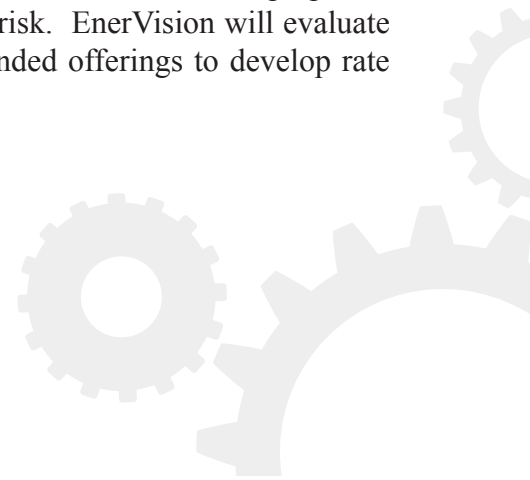 risk. EnerVision will evaluate
nded offerings to develop rate